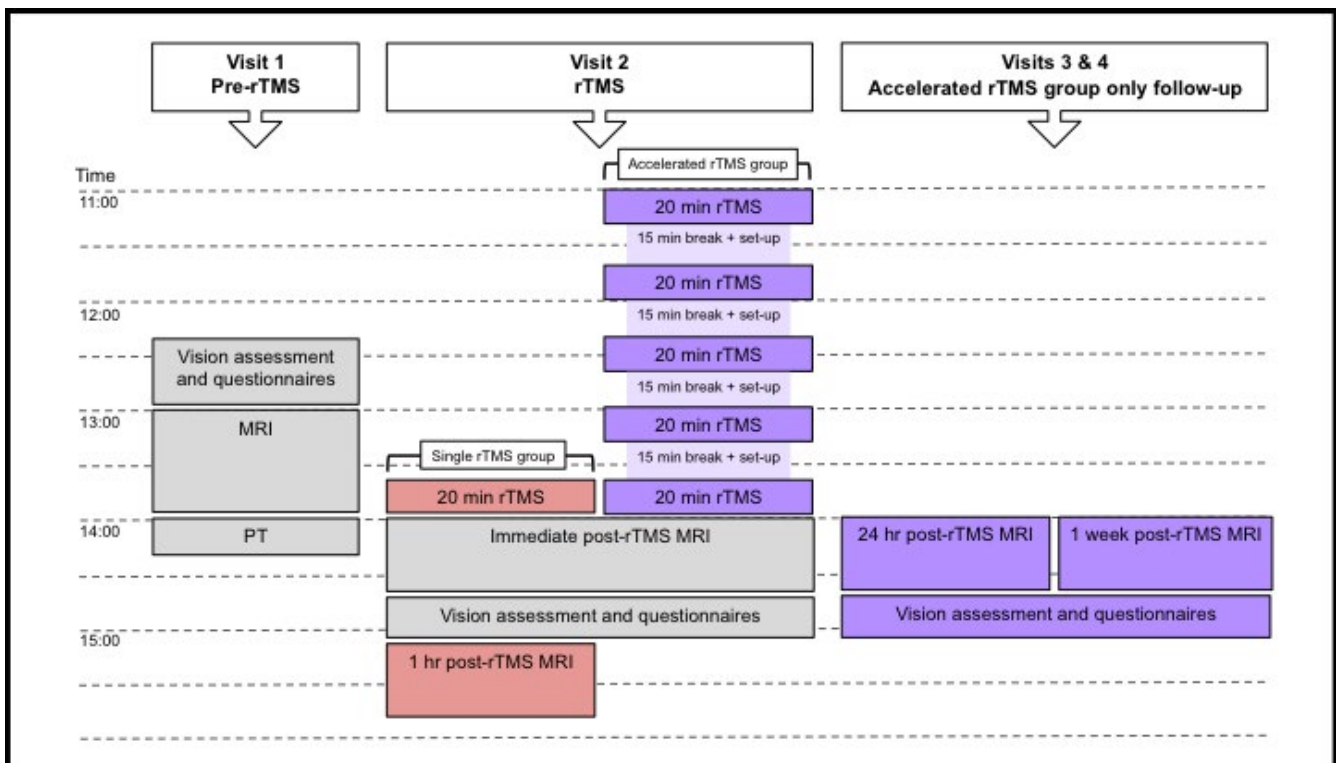 Visit 1
Pre-rTMS
Visit 2
rTMS
Visits 3 & 4
Accelerated rTMS group only follow-up
Time
Accelerated rTMS group
11:00
20 min rTMS
15 min break + set-up
20 min rTMS
12:00
15 min break + set-up
Vision assessment
and questionnaires
20 min rTMS
15 min break + set-up
13:00
MRI
20 min rTMS
Single rTMS group
15 min break + set-up
20 min rTMS
20 min rTMS
14:00
PT
Immediate post-rTMS MRI
24 hr post-rTMS MRI
1 week post-rTMS MRI
Vision assessment and questionnaires
Vision assessment and questionnaires
15:00
1 hr post-rTMS MRI